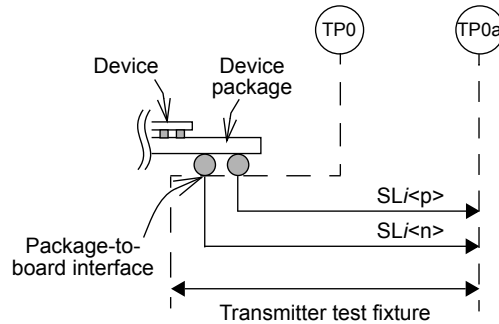 TP0
TP0a
Device
Device
package
SLi<p>
SLi<n>
Package-to-
board interface
Transmitter test fixture